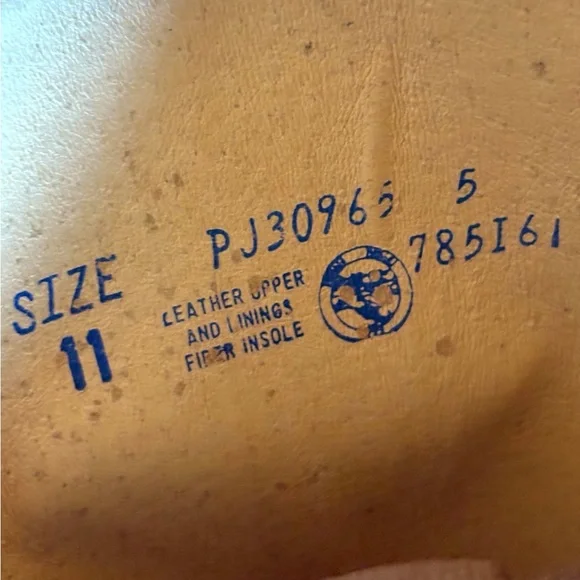 SIZE
11
PJ30965 5
785I61
LEATHER UPPER
AND LININGS
FIBER INSOLE